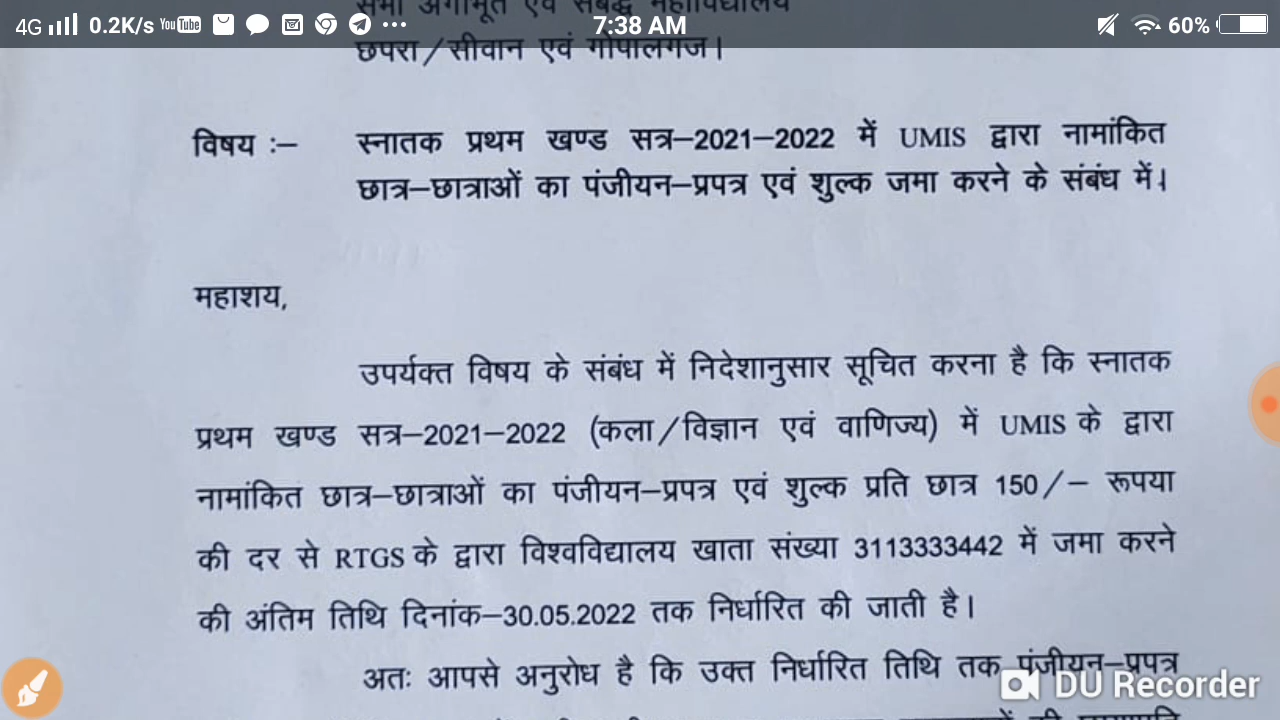 4G 0.2K/s YouTube 7:38 AM 60%
एवं
छपरा/सीवान एवं गोपालगंज।
विषय :– स्नातक प्रथम खण्ड सत्र–2021–2022 में UMIS द्वारा नामांकित
छात्र–छात्राओं का पंजीयन–प्रपत्र एवं शुल्क जमा करने के संबंध में।
महाशय,
उपर्यक्त विषय के संबंध में निदेशानुसार सूचित करना है कि स्नातक
प्रथम खण्ड सत्र–2021–2022 (कला/विज्ञान एवं वाणिज्य) में UMIS के द्वारा
नामांकित छात्र–छात्राओं का पंजीयन–प्रपत्र एवं शुल्क प्रति छात्र 150/– रूपया
की दर से RTGS के द्वारा विश्वविद्यालय खाता संख्या 3113333442 में जमा करने
की अंतिम तिथि दिनांक–30.05.2022 तक निर्धारित की जाती है।
अतः आपसे अनुरोध है कि उक्त निर्धारित तिथि तक पंजीयन–प्रपत्र
DU Recorder